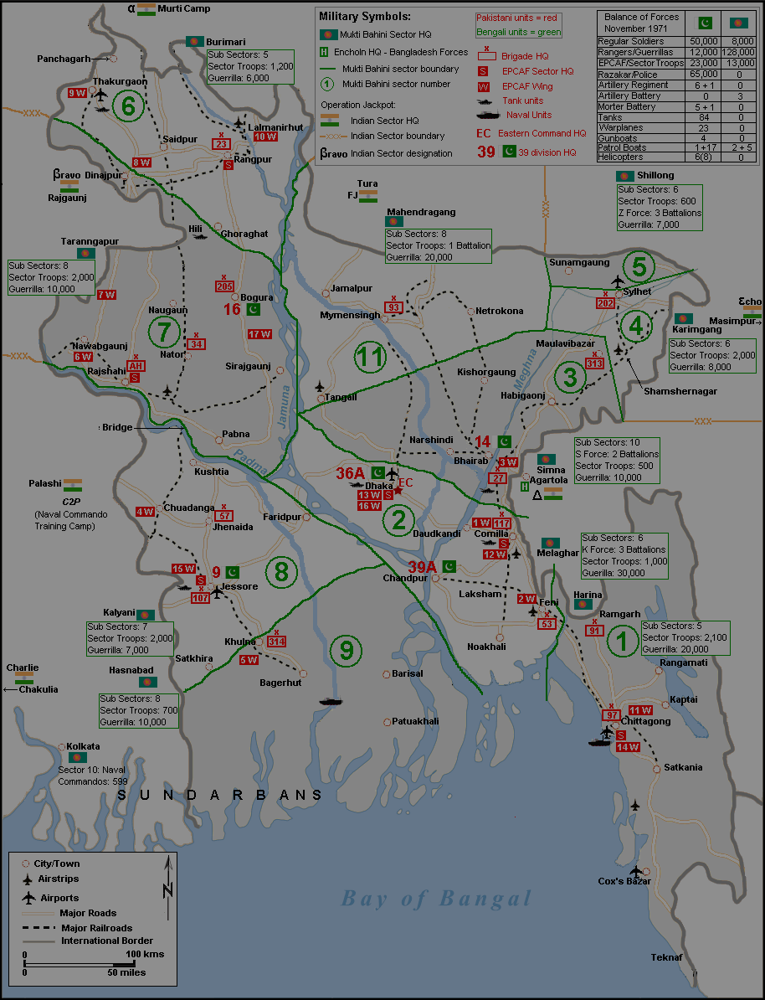 α Murti Camp
Burimari
Sub Sectors: 5
Sector Troops: 1,200
Guerrilla: 6,000
Military Symbols:
Mukti Bahini Sector HQ
H Encholn HQ - Bangladesh Forces
Mukti Bahini sector boundary
1 Mukti Bahini sector number
Operation Jackpot:
Indian Sector HQ
Indian Sector boundary
βravo Indian Sector designation
Pakistani units = red
Bengali units = green
X
Brigade HQ
S EPCAF Sector HQ
W EPCAF Wing
Tank units
Naval Units
EC Eastern Command HQ
39 39 division HQ
Balance of Forces
November 1971
Regular Soldiers 50,000 8,000
Rangers/Guerrillas 12,000 128,000
EPCAF/SectorTroops 23,000 13,000
Razakar/Police 65,000 0
Artillery Regiment 6 + 1 0
Artillery Battery 0 3
Morter Battery 5 + 1 0
Tanks 84 0
Warplanes 23 0
Gunboats 4 0
Patrol Boats 1+17 2 + 5
Helicopters 6(8) 0
Panchagarh
Thakurgaon
9 W
6
Lalmanirhut
10 W
Saidpur
X
23
Rangpur
S
8 W
βravo Dinajpur
Rajgaunj
Tura
FJ
Shillong
Sub Sectors: 6
Sector Troops: 600
Z Force: 3 Battalions
Guerilla: 7,000
Mahendragang
Sub Sectors: 8
Sector Troops: 1 Battalion
Guerrilla: 20,000
Hili
Ghoraghat
Taranngapur
Sub Sectors: 8
Sector Troops: 2,000
Guerrilla: 10,000
7 W
X
205
Bogura
16
Naugaun
7
17 W
X
34
Nator
Nawabgaunj
6 W
Rajshahi
X
AH
S
Sirajgaunj
Jamalpur
Mymensingh
X
93
Netrokona
11
Kishorgaung
Tangail
Jamuna
Sunamgaung
5
Sylhet
X
202
4
Εcho
Masimpur
Karimgang
Sub Sectors: 6
Sector Troops: 2,000
Guerrilla: 8,000
Maulavibazar
X
313
3
Meghna
Habigaonj
Shamshernagar
Bridge
Pabna
Padma
Kushtia
Narshindi
14
Bhairab
3 W
X
27
Simna
Agartola
H
Δ
Sub Sectors: 10
S Force: 2 Battalions
Sector Troops: 500
Guerrilla: 10,000
36A
Dhaka
EC
13 W S
16 W
2
Daudkandi
1 W
X
117
Comilla
S
12 W
Palashi
C2P
(Naval Commando
Training Camp)
4 W
Chuadanga
X
57
Jhenaida
Faridpur
Melaghar
Sub Sectors: 6
K Force: 3 Battalions
Sector Troops: 1,000
Guerilla: 30,000
39A
Chandpur
15 W
S
9
X
107
Jessore
8
Laksham
2 W
Feni
X
53
Noakhali
Harina
Ramgarh
X
91
1
Sub Sectors: 5
Sector Troops: 2,100
Guerrilla: 20,000
Kalyani
Sub Sectors: 7
Sector Troops: 2,000
Guerrilla: 7,000
Khulna
X
314
5 W
Satkhira
Bagerhut
9
Barisal
Patuakhali
Rangamati
Kaptai
X
97
11 W
Chittagong
S
14 W
Satkania
Hasnabad
Sub Sectors: 8
Sector Troops: 700
Guerrilla: 10,000
Charlie
Chakulia
Kolkata
Sector 10: Naval
Commandos: 599
SUNDARBANS
Bay of Bangal
Cox's Bazar
Teknaf
City/Town
Airstrips
Airports
Major Roads
Major Railroads
International Border
N
0 100 kms
0 50 miles